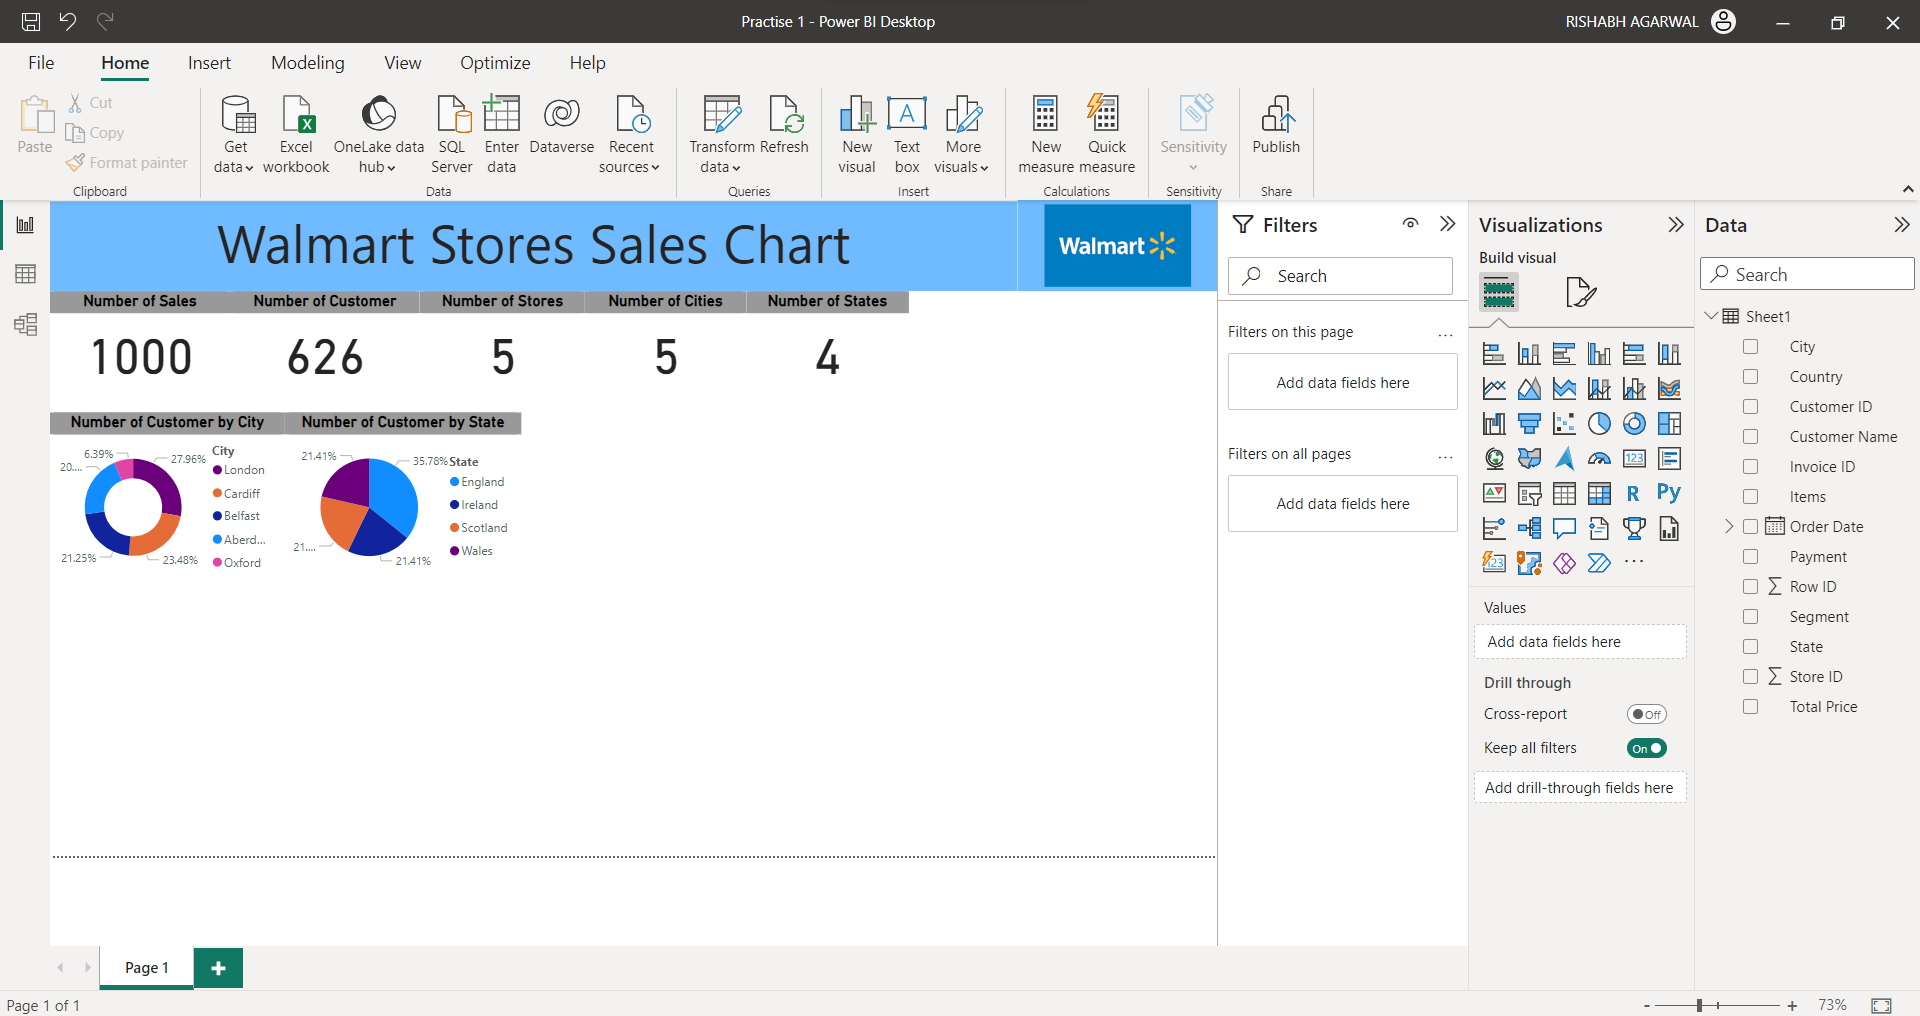 Practise 1 - Power BI Desktop
RISHABH AGARWAL
File Home Insert Modeling View Optimize Help
Paste
Cut
Copy
Format painter
Clipboard
Get data
Excel workbook
OneLake data hub
SQL Server
Enter data
Dataverse
Recent sources
Data
Transform data
Refresh
Queries
New visual
Text box
More visuals
Insert
New measure
Quick measure
Calculations
Sensitivity
Sensitivity
Publish
Share
Walmart Stores Sales Chart
Walmart
Number of Sales
1000
Number of Customer
626
Number of Stores
5
Number of Cities
5
Number of States
4
Number of Customer by City
6.39%
20....
27.96%
21.25%
23.48%
City
London
Cardiff
Belfast
Aberd...
Oxford
Number of Customer by State
21.41%
35.78%
21....
21.41%
State
England
Ireland
Scotland
Wales
Filters
Search
Filters on this page
...
Add data fields here
Filters on all pages
...
Add data fields here
Visualizations
Build visual
123
R
Py
123
...
Values
Add data fields here
Drill through
Cross-report
Off
Keep all filters
On
Add drill-through fields here
Data
Search
Sheet1
City
Country
Customer ID
Customer Name
Invoice ID
Items
Order Date
Payment
∑ Row ID
Segment
State
∑ Store ID
Total Price
Page 1
+
Page 1 of 1
- + 73%